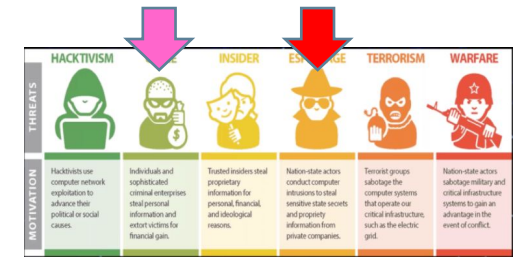 HACKTIVISM INSIDER TERRORISM WARFARE
THREATS
MOTIVATION
Hacktivists use
computer network
exploitation to
advance their
political or social
causes.
Individuals and
sophisticated
criminal enterprises
steal personal
information and
extort victims for
financial gain.
Trusted insiders steal
proprietary
information for
personal, financial,
and ideological
reasons.
Nation-state actors
conduct computer
intrusions to steal
sensitive state secrets
and propriety
information from
private companies.
Terrorist groups
sabotage the
computer systems
that operate our
critical infrastructure,
such as the electric
grid.
Nation-state actors
sabotage military and
critical infrastructure
systems to gain an
advantage in the
event of conflict.